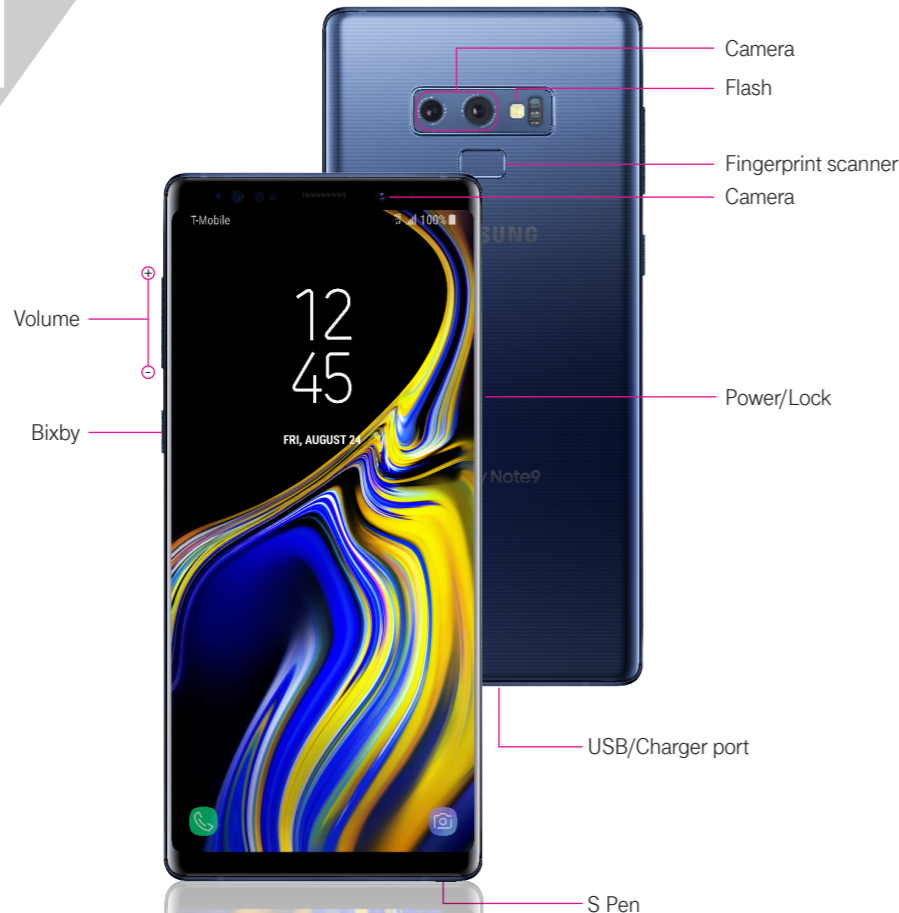 Camera
Flash
Fingerprint scanner
Camera
T-Mobile
100%
SUNG
+
Volume
-
12
45
Power/Lock
Bixby
FRI, AUGUST 24
Note9
USB/Charger port
S Pen